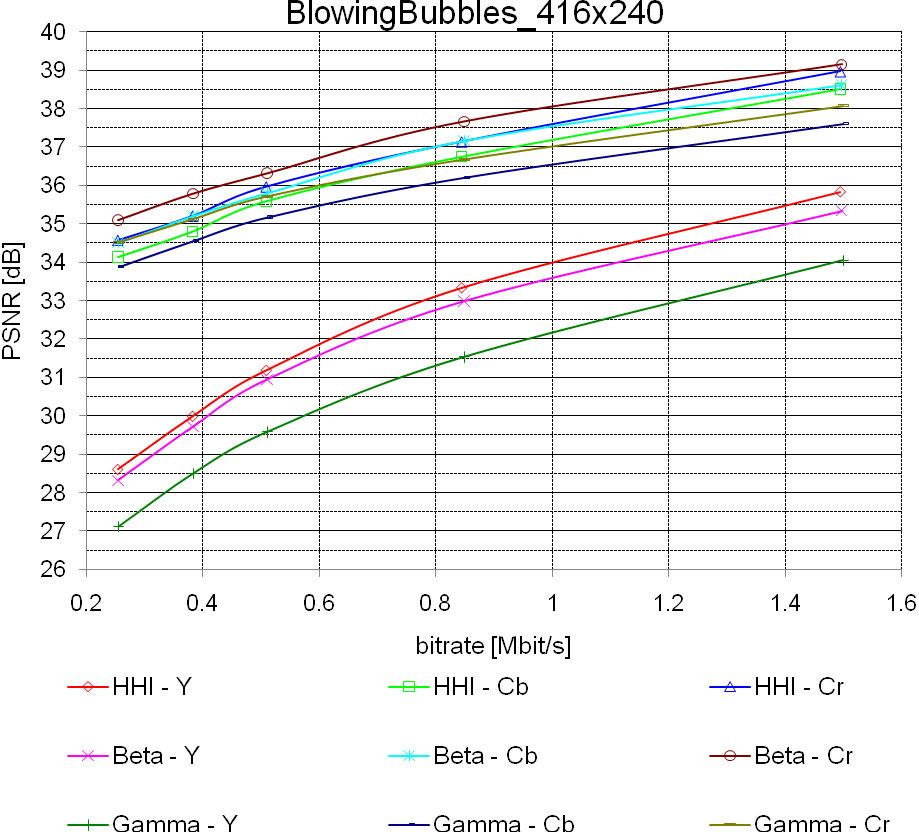 BlowingBubbles_416x240
40
39
38
37
36
35
34
33
32
31
30
29
28
27
26
PSNR [dB]
0.2 0.4 0.6 0.8 1 1.2 1.4 1.6
bitrate [Mbit/s]
HHI - Y HHI - Cb HHI - Cr
Beta - Y Beta - Cb Beta - Cr
Gamma - Y Gamma - Cb Gamma - Cr